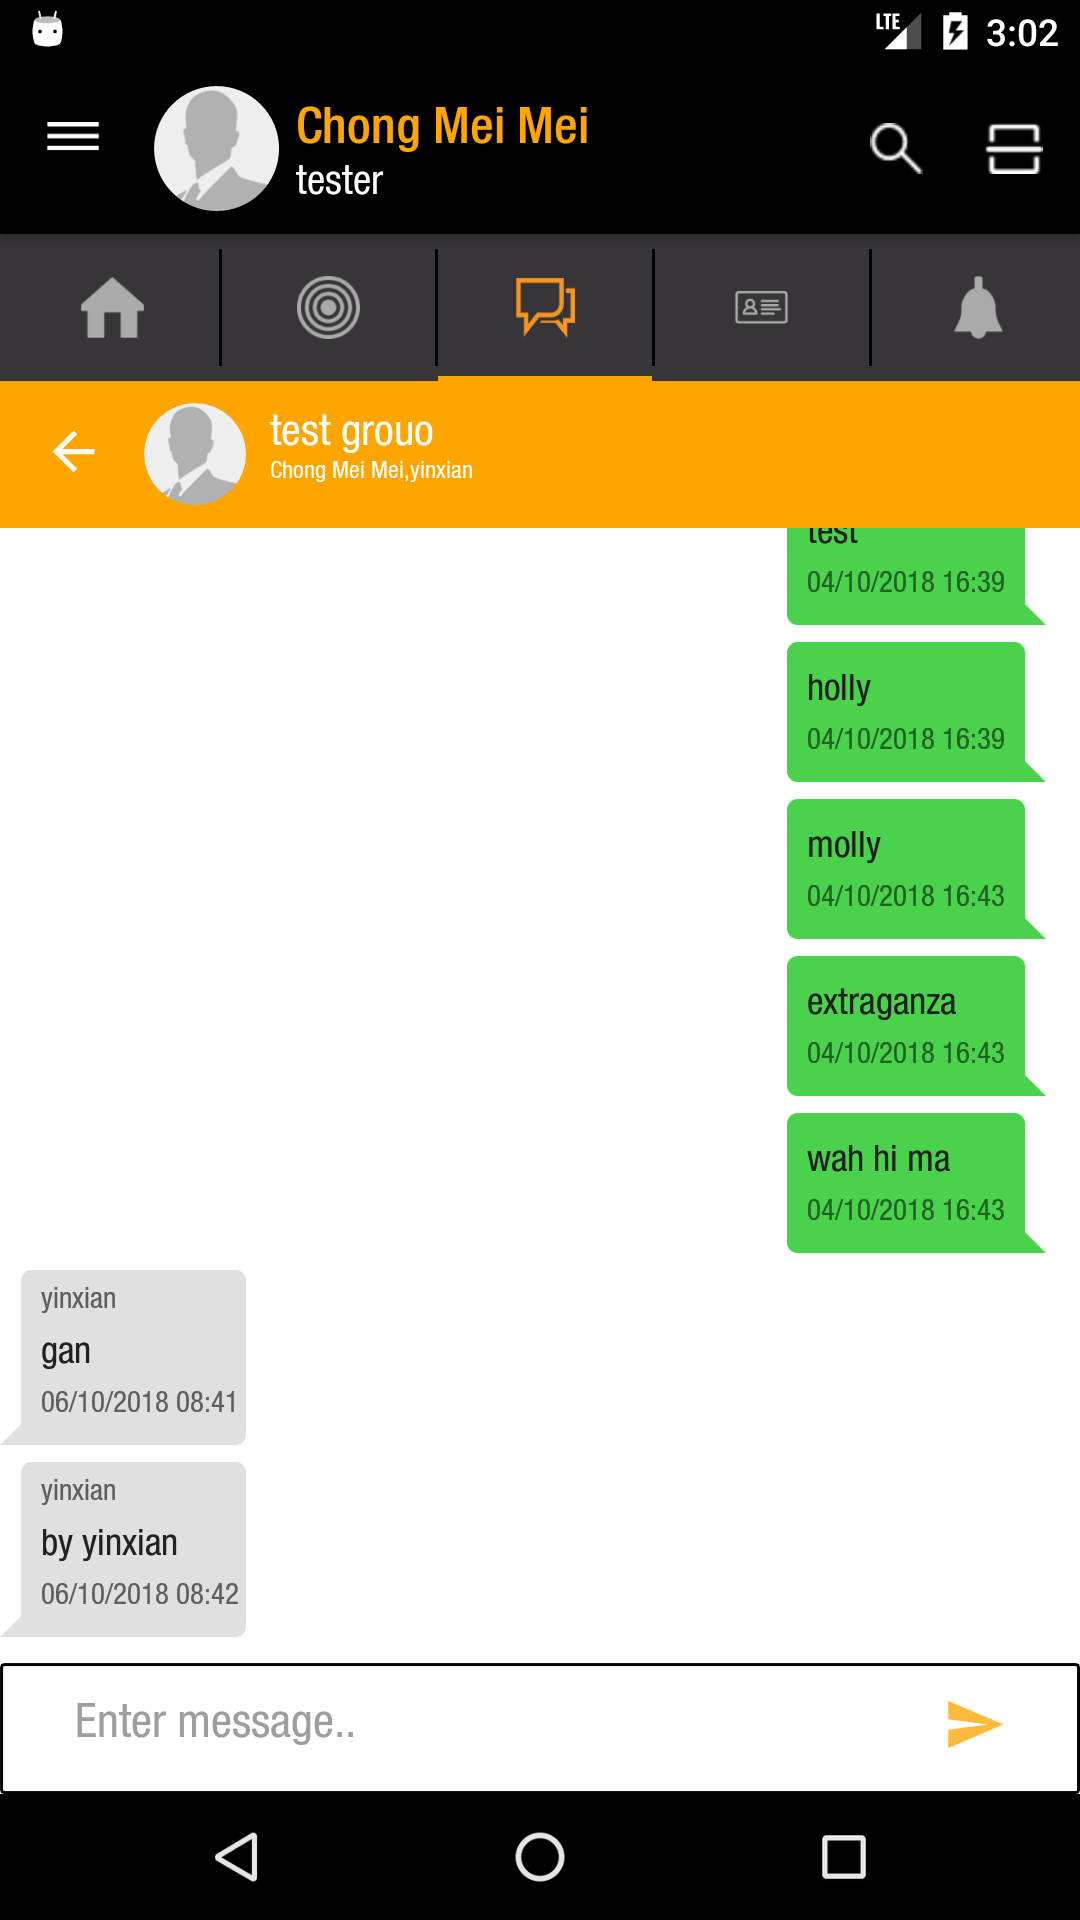 LTE 3:02
Chong Mei Mei
tester
test grouo
Chong Mei Mei,yinxian
test
04/10/2018 16:39
holly
04/10/2018 16:39
molly
04/10/2018 16:43
extraganza
04/10/2018 16:43
wah hi ma
04/10/2018 16:43
yinxian
gan
06/10/2018 08:41
yinxian
by yinxian
06/10/2018 08:42
Enter message..